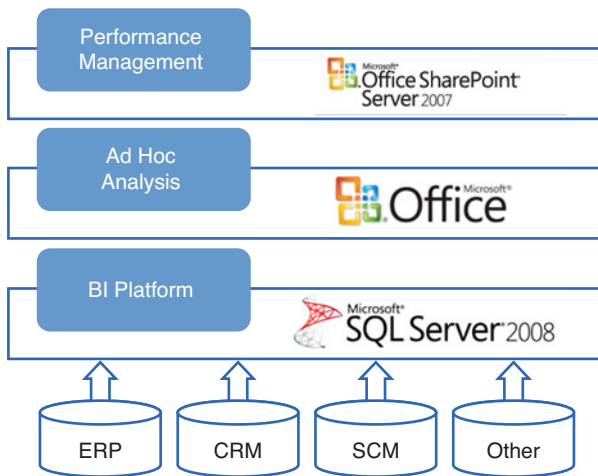 Performance
Management
Microsoft®
Office SharePoint®
Server 2007
Ad Hoc
Analysis
Microsoft®
Office
BI Platform
Microsoft®
SQL Server® 2008
ERP
CRM
SCM
Other